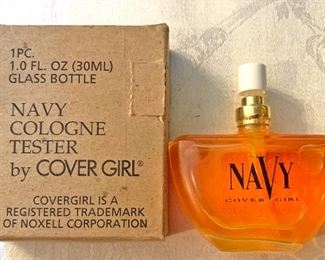 1PC.
1.0 FL. OZ (30ML)
GLASS BOTTLE
NAVY
COLOGNE
TESTER
by COVER GIRL®
COVERGIRL IS A
REGISTERED TRADEMARK
OF NOXELL CORPORATION
NAVY
COVER GIRL